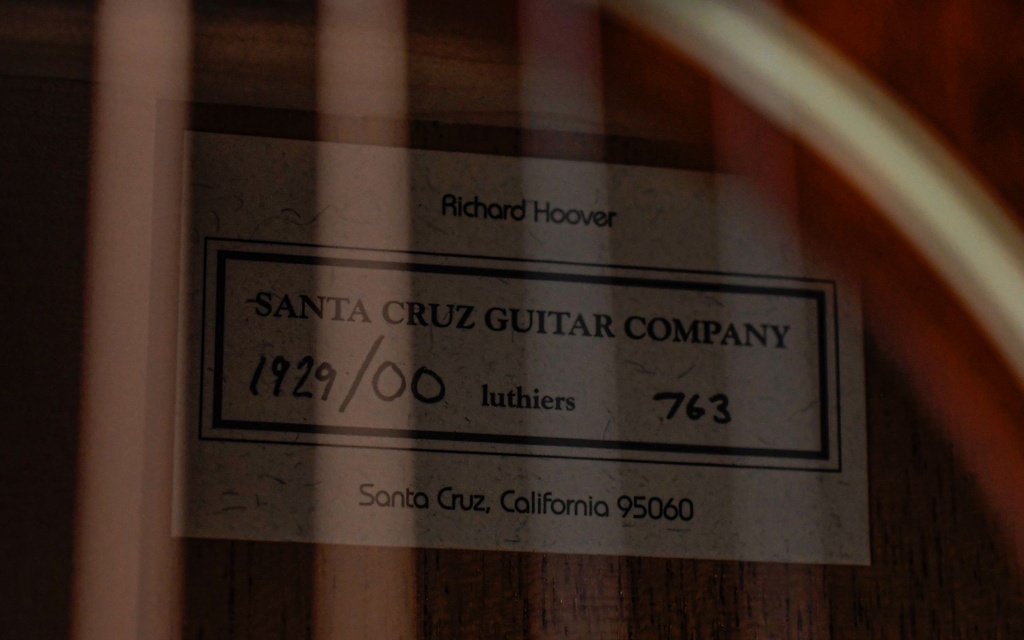 Richard Hoover
SANTA CRUZ GUITAR COMPANY
1929/00 luthiers 763
Santa Cruz, California 95060